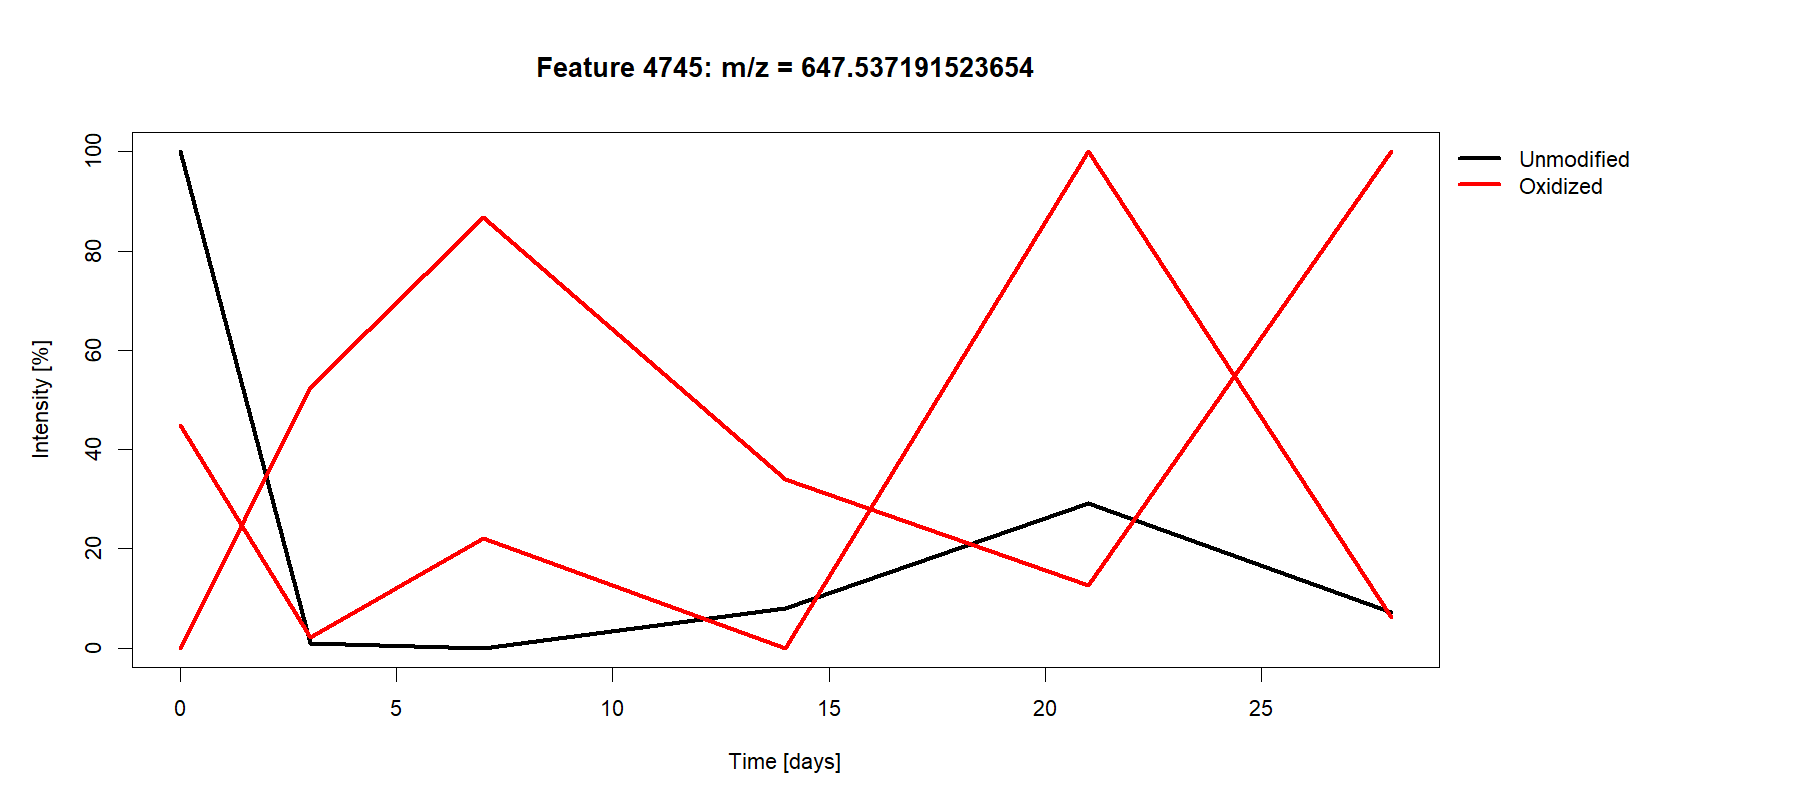 Feature 4745: m/z = 647.537191523654
Unmodified
Oxidized
Intensity [%]
100
80
60
40
20
0
0 5 10 15 20 25
Time [days]